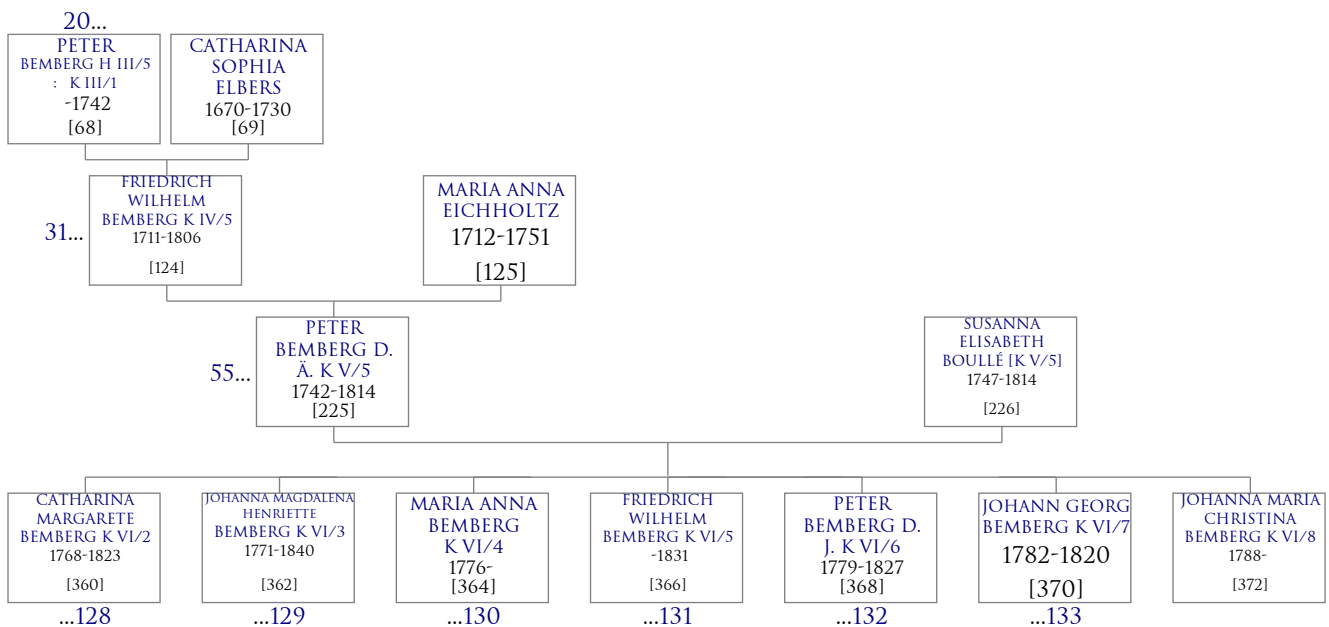 20...
PETER
BEMBERG H III/5
: K III/1
-1742
[68]
CATHARINA
SOPHIA
ELBERS
1670-1730
[69]
31...
FRIEDRICH
WILHELM
BEMBERG K IV/5
1711-1806
[124]
MARIA ANNA
EICHHOLTZ
1712-1751
[125]
55...
PETER
BEMBERG D.
Ä. K V/5
1742-1814
[225]
SUSANNA
ELISABETH
BOULLÉ [K V/5]
1747-1814
[226]
CATHARINA
MARGARETE
BEMBERG K VI/2
1768-1823
[360]
...128
JOHANNA MAGDALENA
HENRIETTE
BEMBERG K VI/3
1771-1840
[362]
...129
MARIA ANNA
BEMBERG
K VI/4
1776-
[364]
...130
FRIEDRICH
WILHELM
BEMBERG K VI/5
-1831
[366]
...131
PETER
BEMBERG D.
J. K VI/6
1779-1827
[368]
...132
JOHANN GEORG
BEMBERG K VI/7
1782-1820
[370]
...133
JOHANNA MARIA
CHRISTINA
BEMBERG K VI/8
1788-
[372]